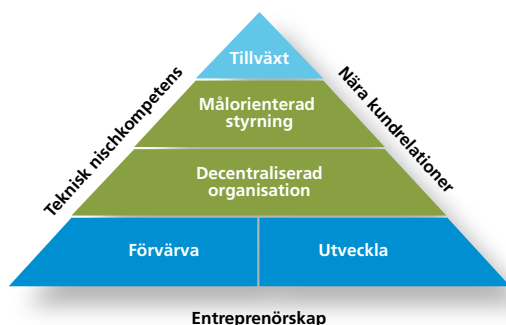 Tillväxt
Teknisk nischkompetens
Nära kundrelationer
Målorienterad
styrning
Decentraliserad
organisation
Förvärva
Utveckla
Entreprenörskap